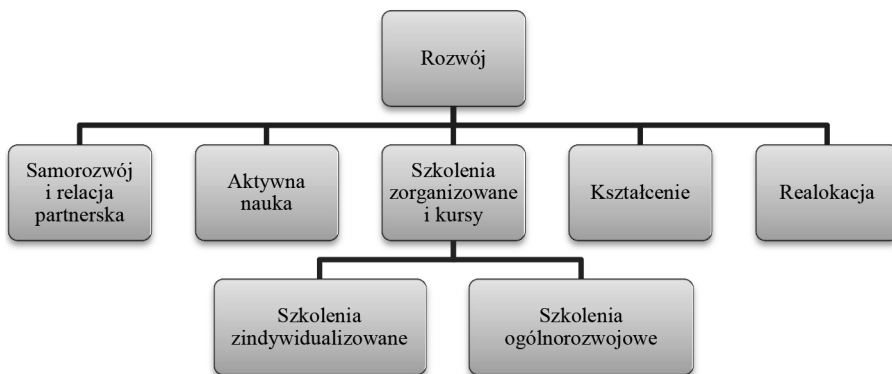 Rozwój
Samorozwój
i relacja
partnerska
Aktywna
nauka
Szkolenia
zorganizowane
i kursy
Kształcenie
Realokacja
Szkolenia
zindywidualizowane
Szkolenia
ogólnorozwojowe